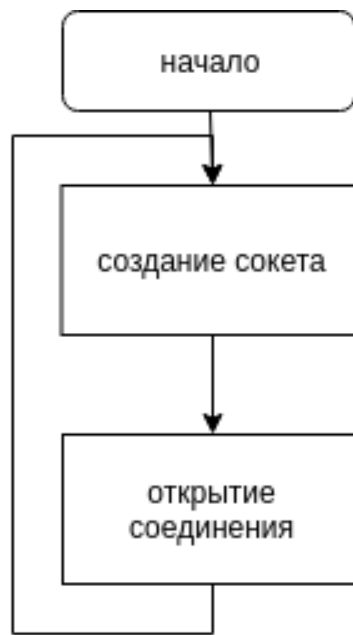 начало
создание сокета
открытие
соединения